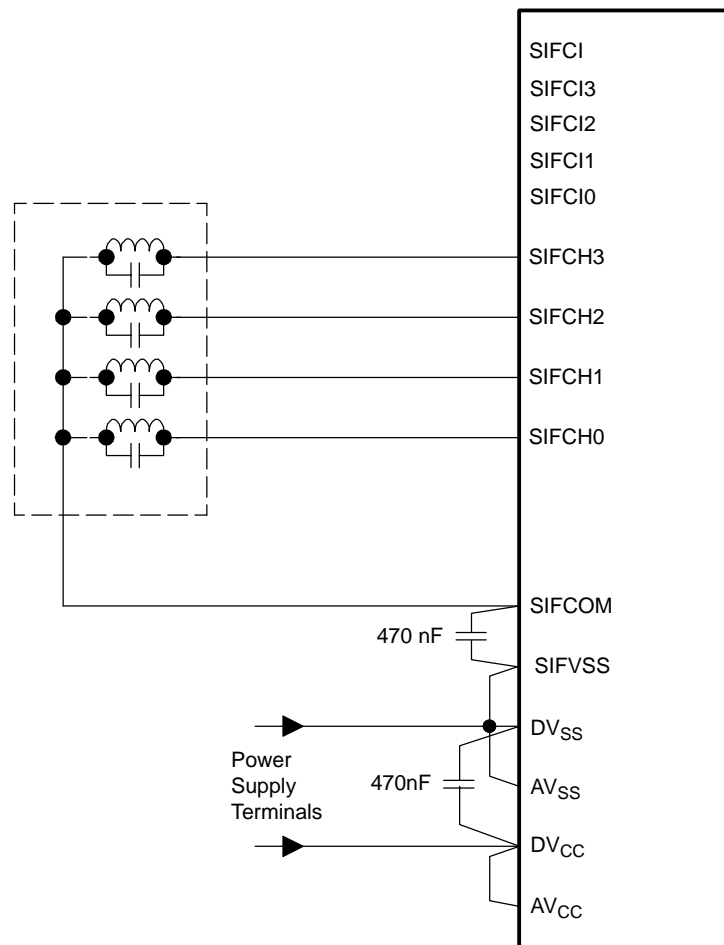 SIFCI
SIFCI3
SIFCI2
SIFCI1
SIFCI0
SIFCH3
SIFCH2
SIFCH1
SIFCH0
SIFCOM
470 nF
SIFVSS
DVSS
Power
Supply
Terminals
470nF
AVSS
DVCC
AVCC